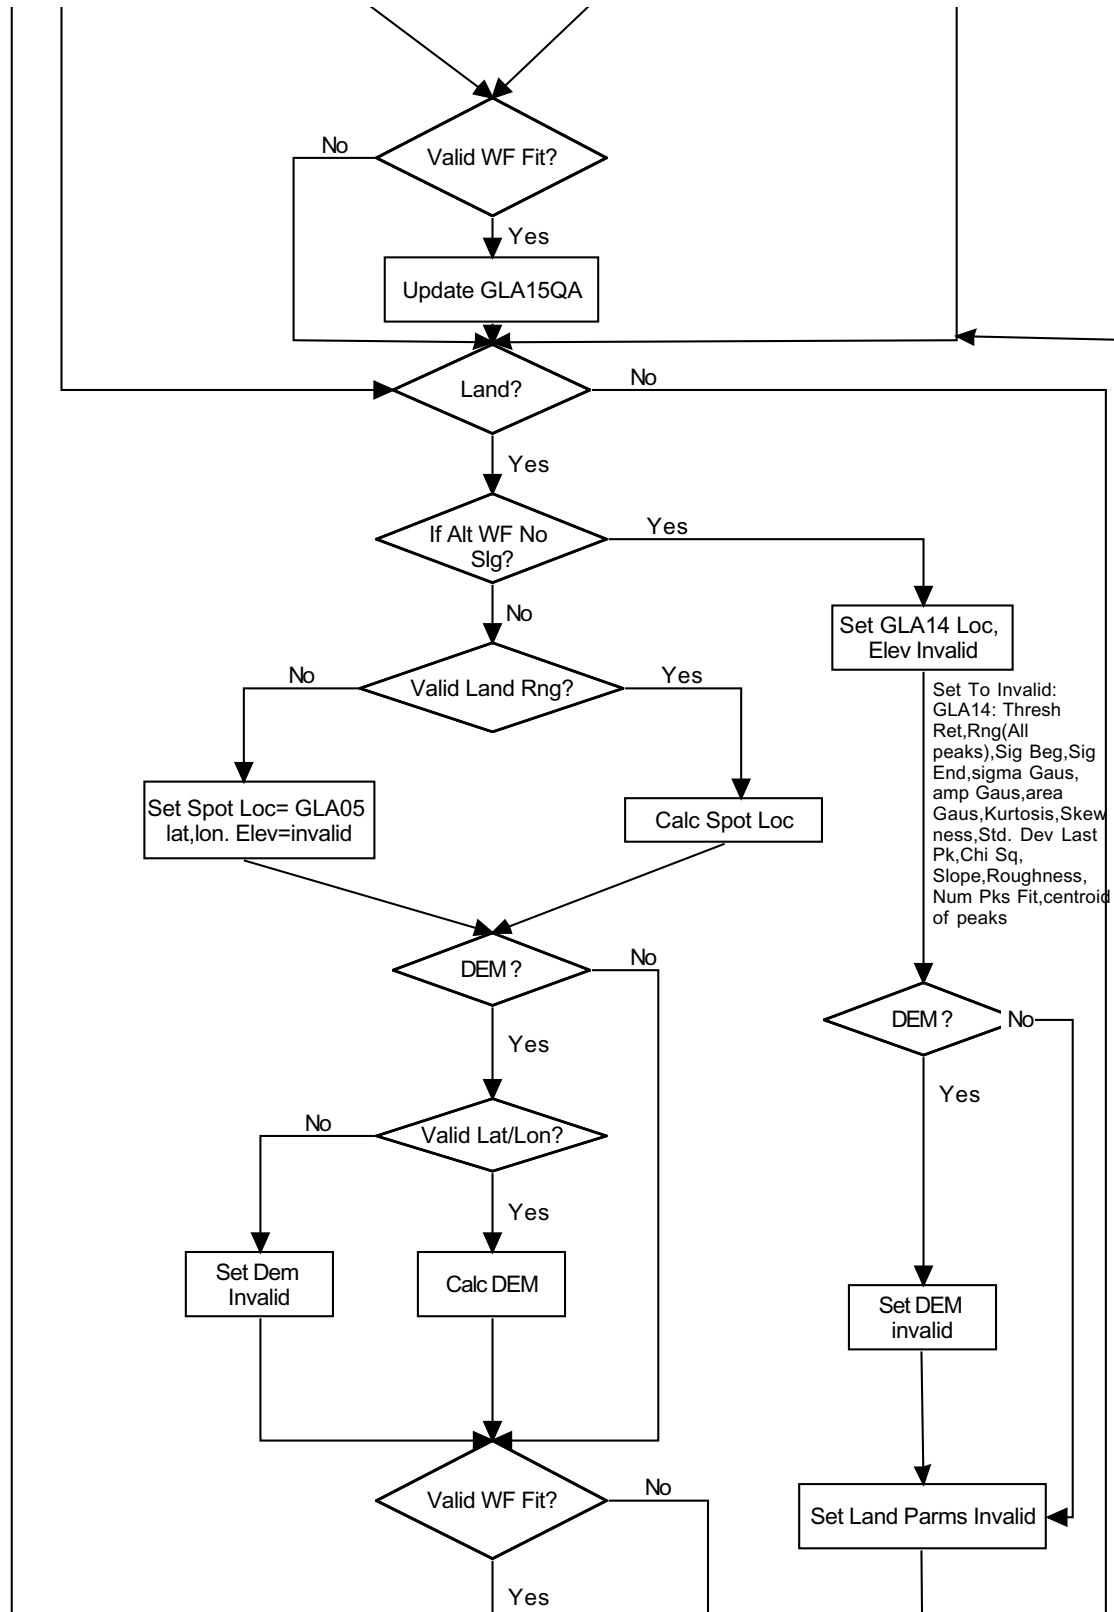 No
Valid WF Fit?
Yes
Update GLA15QA
Land?
No
Yes
If Alt WF No
SIg?
Yes
No
Set GLA14 Loc,
Elev Invalid
No
Valid Land Rng?
Yes
Set To Invalid:
GLA14: Thresh
Ret,Rng(All
peaks),Sig Beg,Sig
End,sigma Gaus,
amp Gaus,area
Gaus,Kurtosis,Skew
ness,Std. Dev Last
Pk,Chi Sq,
Slope,Roughness,
Num Pks Fit,centroid
of peaks
Set Spot Loc= GLA05
lat,lon. Elev=invalid
Calc Spot Loc
DEM ?
No
DEM ?
No
Yes
Yes
No
Valid Lat/Lon?
Yes
Set Dem
Invalid
Calc DEM
Set DEM
invalid
Valid WF Fit?
No
Set Land Parms Invalid
Yes